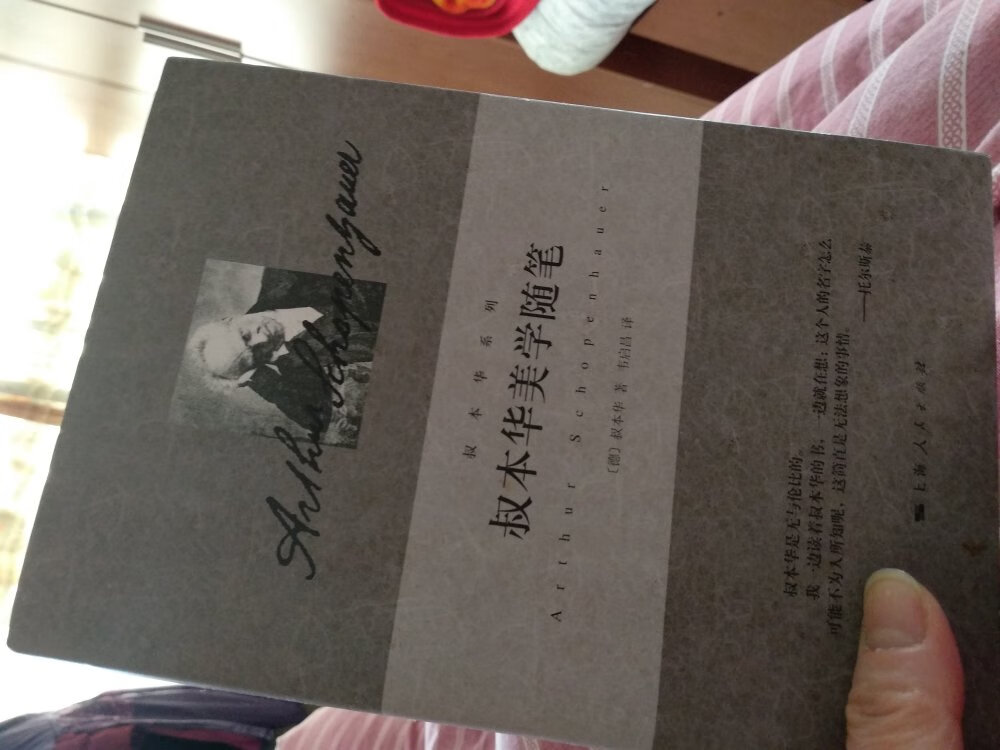 Arthur Schopenhauer
叔本华系列
叔本华美学随笔
Arthur Schopenhauer
〔德〕叔本华 著 韦启昌 译
叔本华是无与伦比的。
我一边读着叔本华的书，一边就在想：这个人的名字怎么
可能不为人所知呢，这简直是无法想象的事情。
——托尔斯泰
上海人民出版社